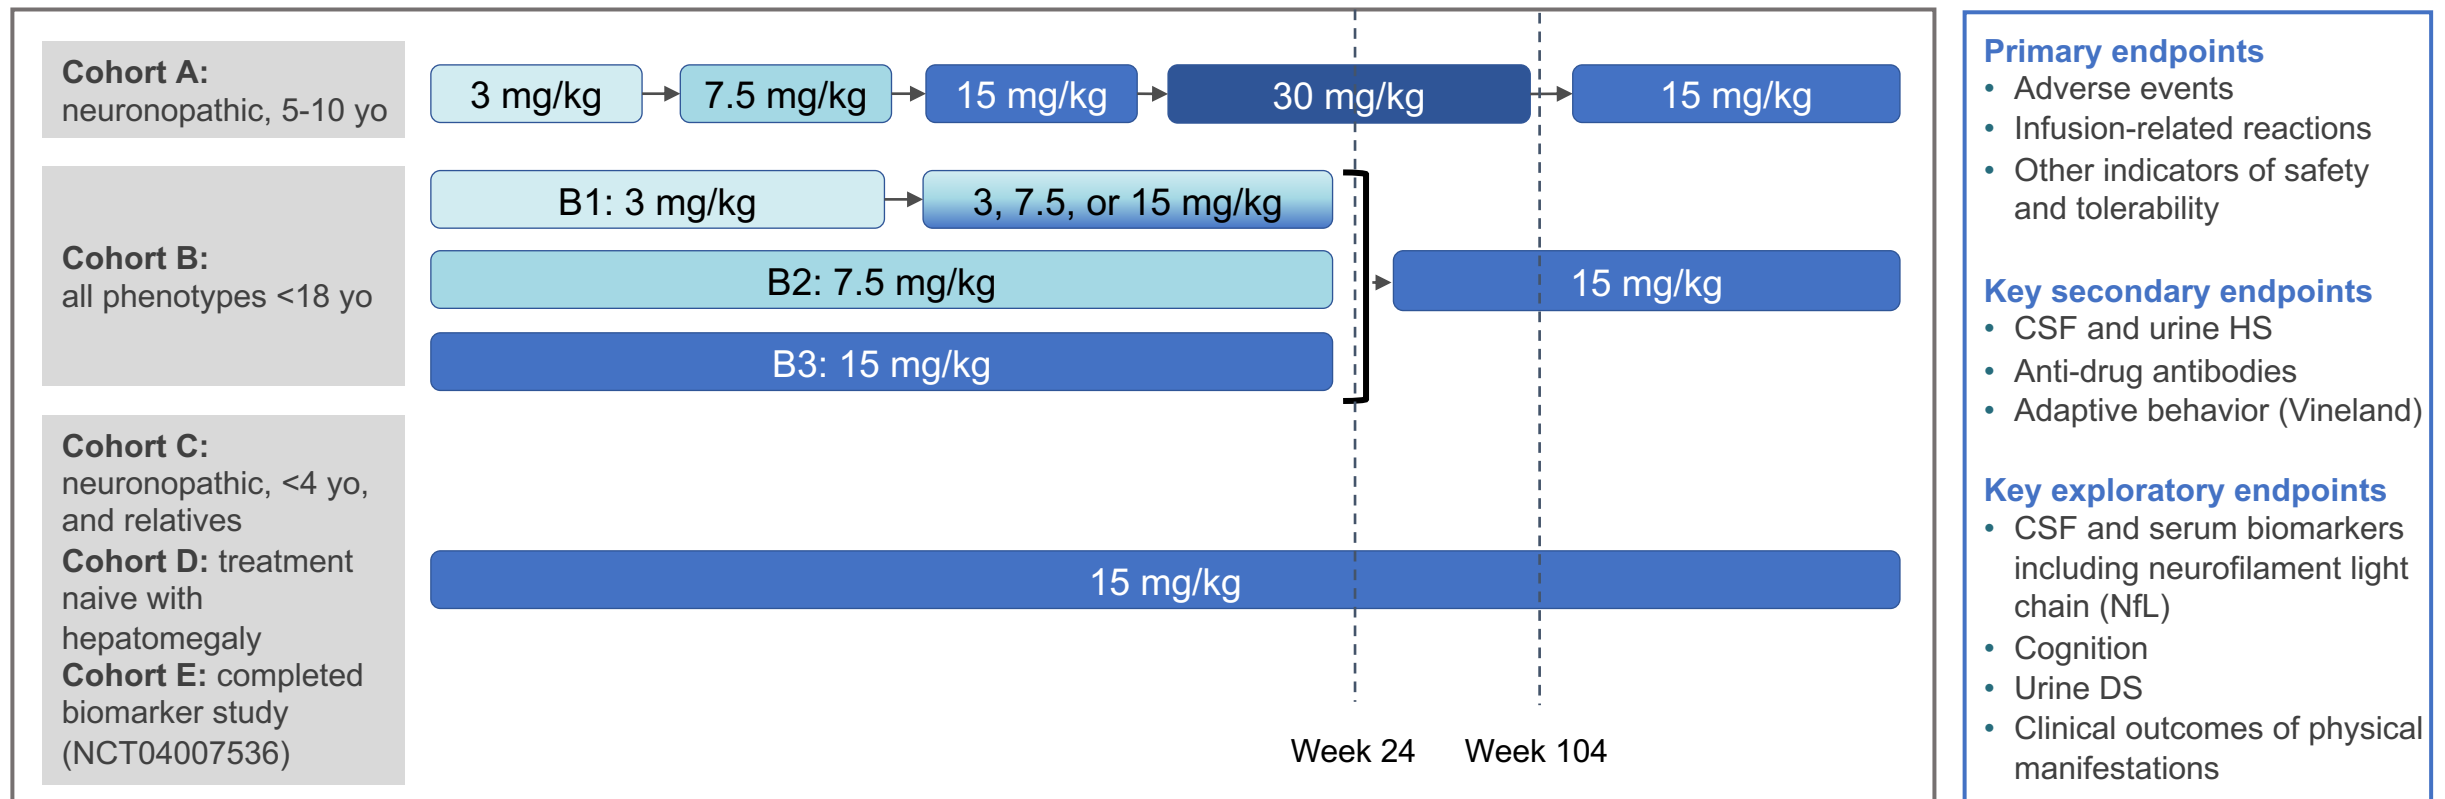 Cohort A:
neuronopathic, 5-10 yo
3 mg/kg
7.5 mg/kg
15 mg/kg
30 mg/kg
15 mg/kg
Cohort B:
all phenotypes <18 yo
B1: 3 mg/kg
3, 7.5, or 15 mg/kg
B2: 7.5 mg/kg
B3: 15 mg/kg
15 mg/kg
Cohort C:
neuronopathic, <4 yo,
and relatives
Cohort D: treatment
naive with
hepatomegaly
Cohort E: completed
biomarker study
(NCT04007536)
15 mg/kg
Week 24
Week 104
Primary endpoints
• Adverse events
• Infusion-related reactions
• Other indicators of safety
and tolerability
Key secondary endpoints
• CSF and urine HS
• Anti-drug antibodies
• Adaptive behavior (Vineland)
Key exploratory endpoints
• CSF and serum biomarkers
including neurofilament light
chain (NfL)
• Cognition
• Urine DS
• Clinical outcomes of physical
manifestations